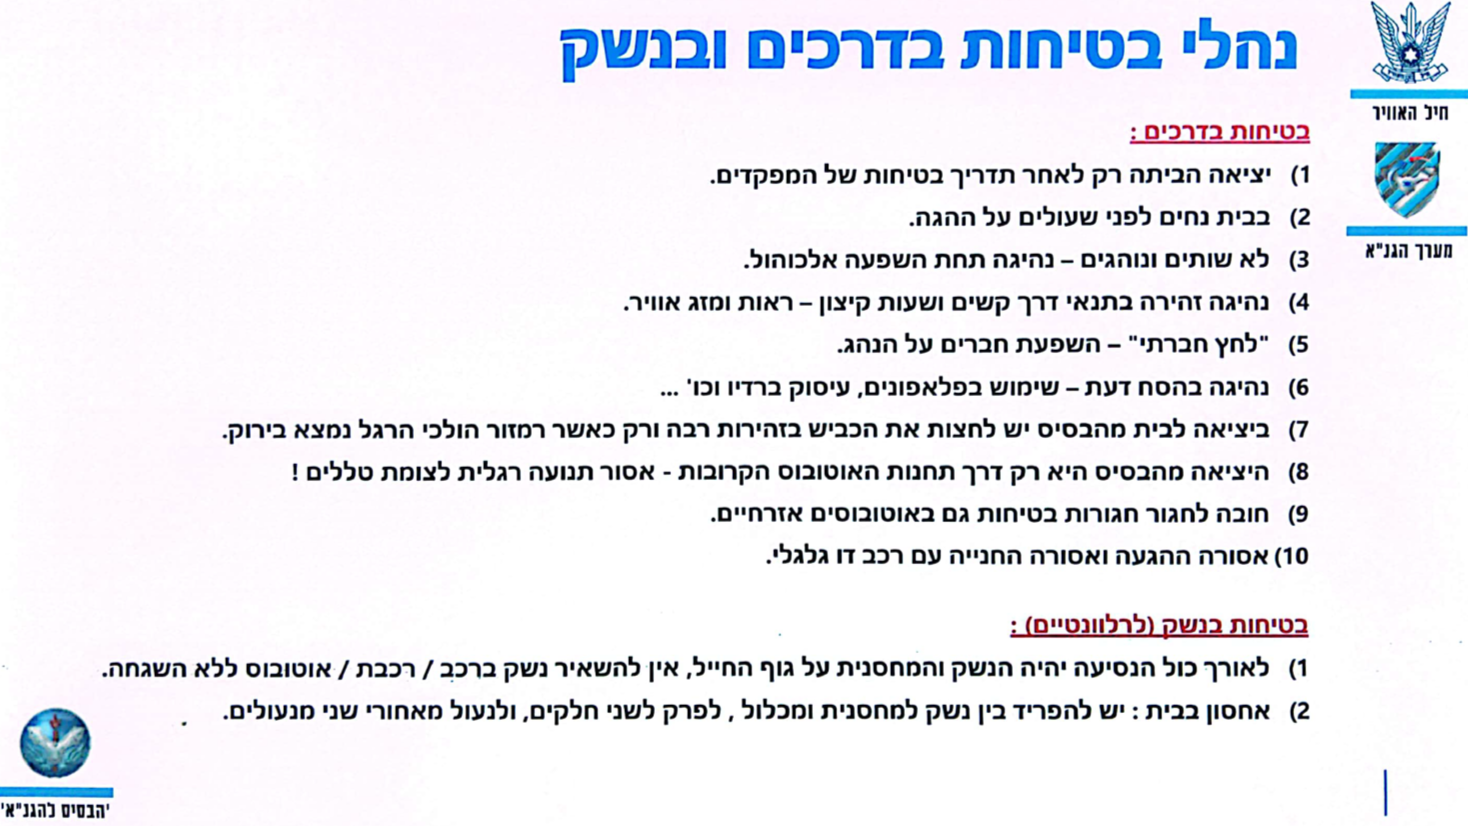 נהלי בטיחות בדרכים ובנשק
חיל האוויר
מערך הגנ"א
בטיחות בדרכים :
1) יציאה הביתה רק לאחר תדריך בטיחות של המפקדים.
2) בבית נחים לפני שעולים על ההגה.
3) לא שותים ונוהגים – נהיגה תחת השפעה אלכוהול.
4) נהיגה זהירה בתנאי דרך קשים ושעות קיצון – ראות ומזג אוויר.
5) "לחץ חברתי" – השפעת חברים על הנהג.
6) נהיגה בהסח דעת – שימוש בפלאפונים, עיסוק ברדיו וכו' ...
7) ביציאה לבית מהבסיס יש לחצות את הכביש בזהירות רבה ורק כאשר רמזור הולכי הרגל נמצא בירוק.
8) היציאה מהבסיס היא רק דרך תחנות האוטובוס הקרובות - אסור תנועה רגלית לצומת טללים !
9) חובה לחגור חגורות בטיחות גם באוטובוסים אזרחיים.
10) אסורה ההגעה ואסורה החנייה עם רכב דו גלגלי.
בטיחות בנשק (לרלוונטיים) :
1) לאורך כול הנסיעה יהיה הנשק והמחסנית על גוף החייל, אין להשאיר נשק ברכב / רכבת / אוטובוס ללא השגחה.
2) אחסון בבית : יש להפריד בין נשק למחסנית ומכלול , לפרק לשני חלקים, ולנעול מאחורי שני מנעולים.
'הבסיס להגנ"א'